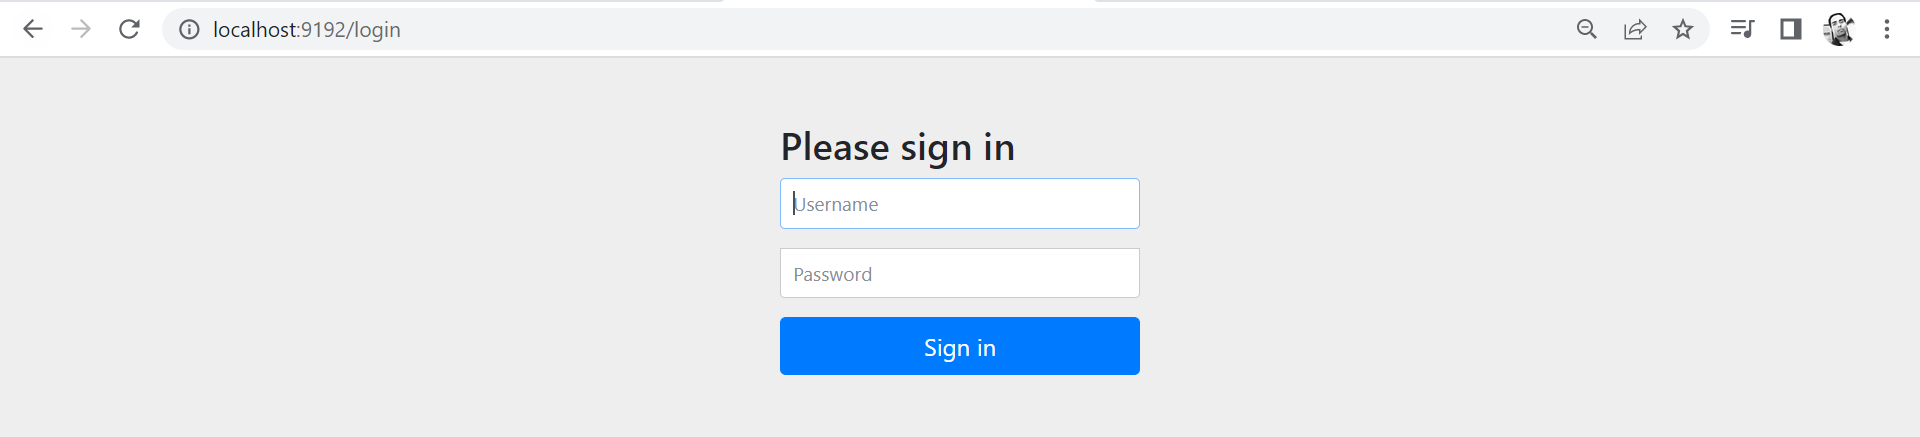 localhost:9192/login
Please sign in
Username
Password
Sign in